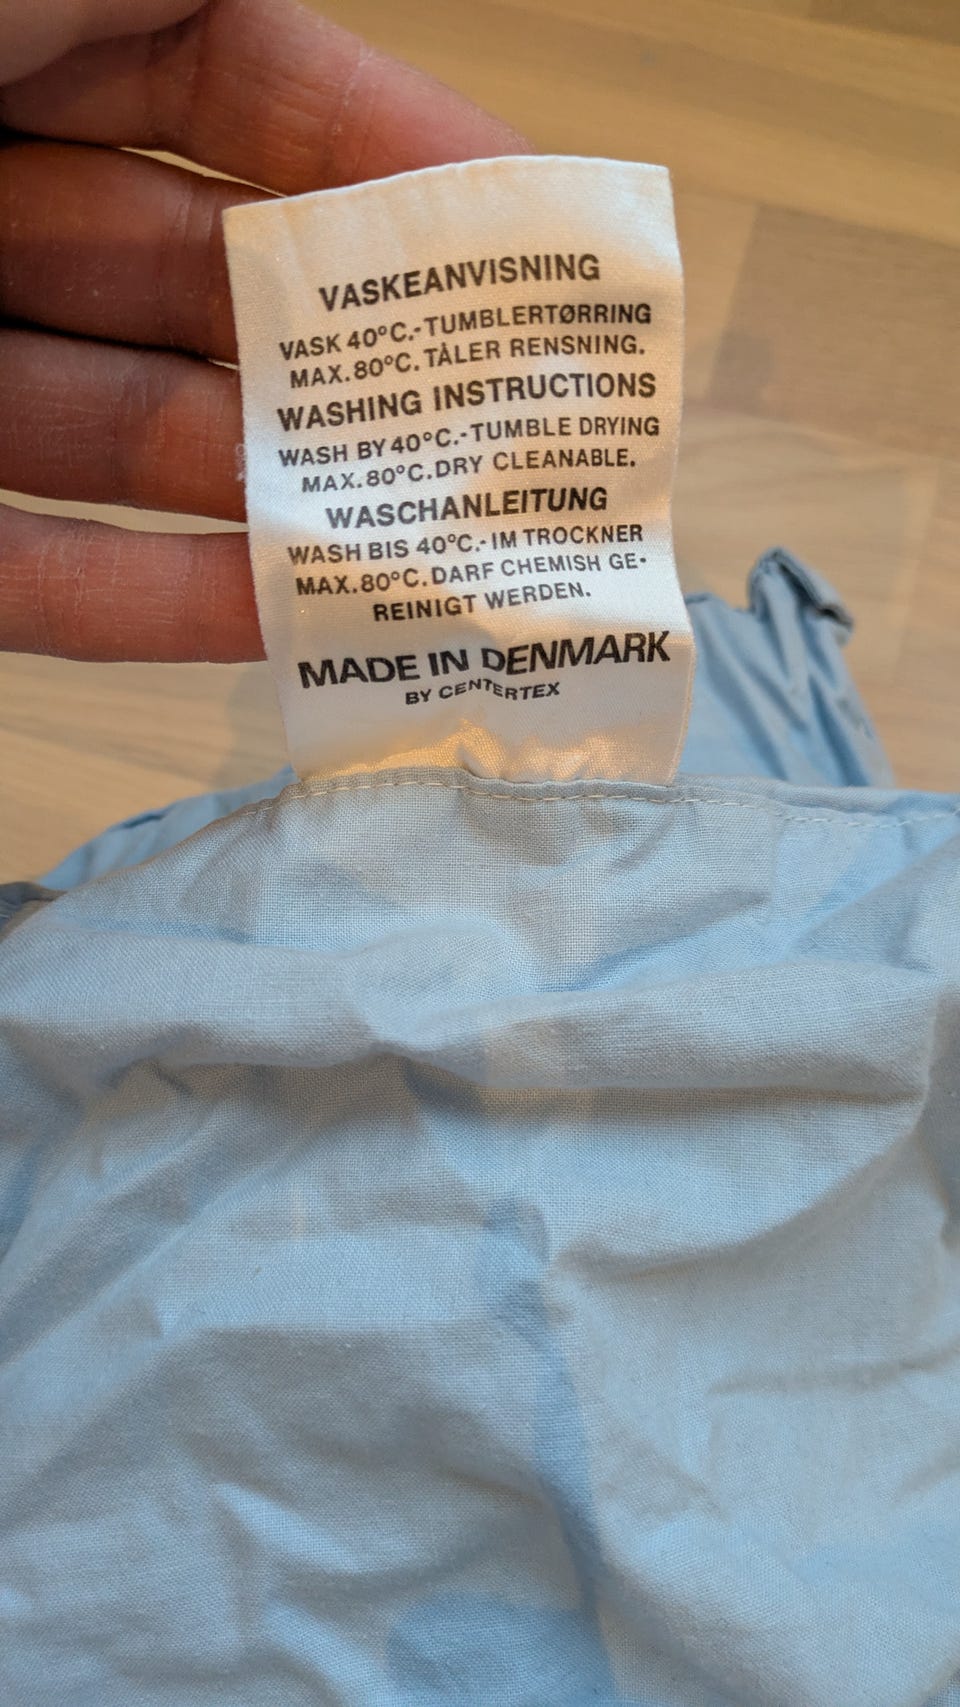 VASKEANVISNING
VASK 40°C.-TUMBLERTØRRING
MAX.80°C. TÅLER RENSNING.
WASHING INSTRUCTIONS
WASH BY 40°C.-TUMBLE DRYING
MAX.80°C.DRY CLEANABLE.
WASCHANLEITUNG
WASH BIS 40°C.-IM TROCKNER
MAX.80°C.DARF CHEMISH GE-
REINIGT WERDEN.
MADE IN DENMARK
BY CENTERTEX